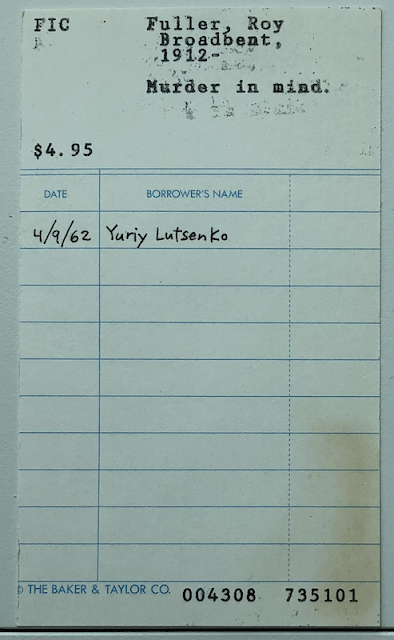 FIC Fuller, Roy
Broadbent,
1912-
Murder in mind.
$4.95
DATE BORROWER'S NAME
4/9/62 Yuriy Lutsenko
© THE BAKER & TAYLOR CO. 004308 735101